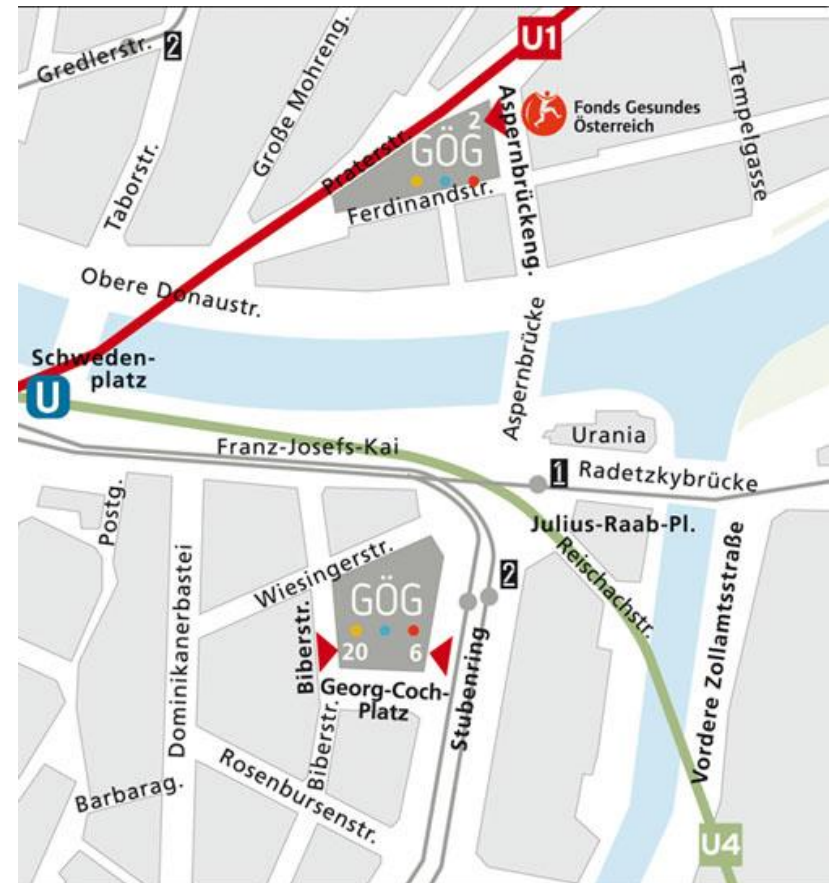 Gredlerstr.
2
Taborstr.
Große Mohreng.
U1
Praterstr.
GÖG
2
Aspernbrückeng.
Fonds Gesundes
Österreich
Tempelgasse
Ferdinandstr.
Obere Donaustr.
Aspernbrücke
Schweden-
platz
U
Franz-Josefs-Kai
Urania
1
Radetzkybrücke
Julius-Raab-Pl.
Postg.
Dominikanerbastei
Wiesingerstr.
GÖG
20
6
Biberstr.
Georg-Coch-
Platz
Stubenring
2
Reischachstr.
Vordere Zollamtsstraße
Biberstr.
Rosenbursenstr.
Barbarag.
U4